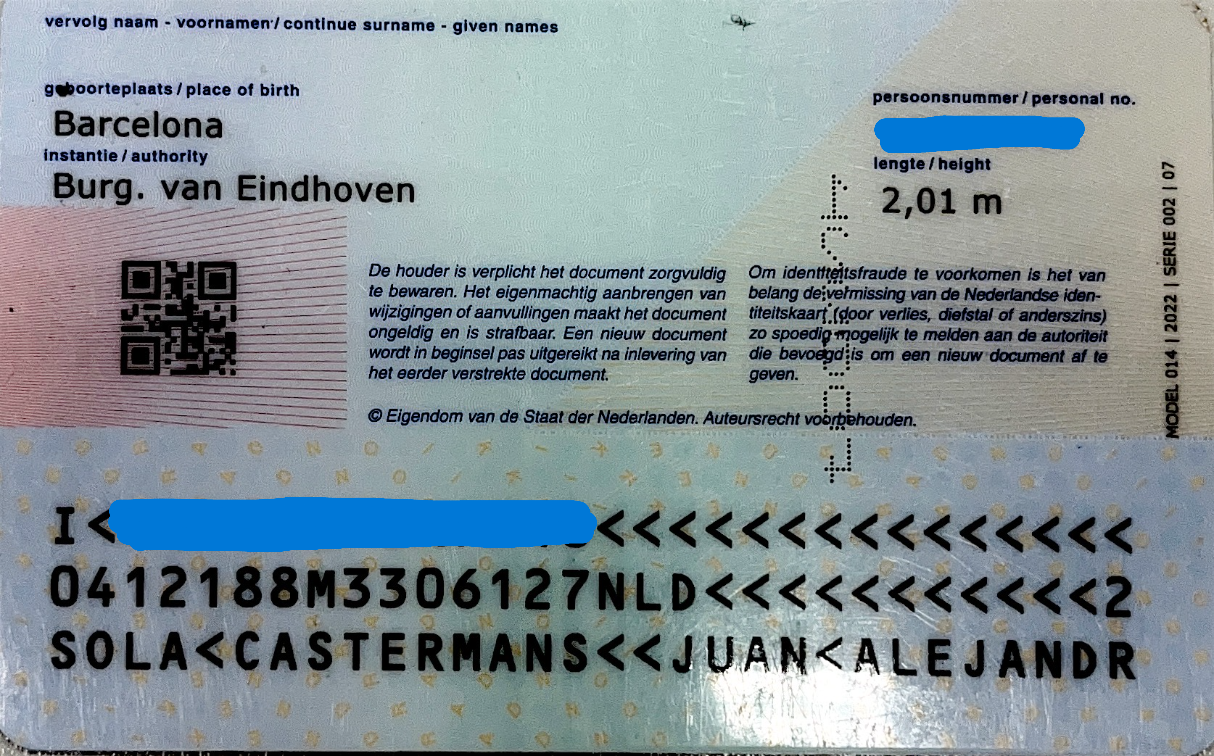 vervolg naam - voornamen / continue surname - given names
geboorteplaats / place of birth
Barcelona
instantie / authority
Burg. van Eindhoven
persoonsnummer / personal no.
lengte / height
2,01 m
De houder is verplicht het document zorgvuldig
te bewaren. Het eigenmachtig aanbrengen van
wijzigingen of aanvullingen maakt het document
ongeldig en is strafbaar. Een nieuw document
wordt in beginsel pas uitgereikt na inlevering van
het eerder verstrekte document.
Om identiteitsfraude te voorkomen is het van
belang de vermissing van de Nederlandse iden-
titeitskaart (door verlies, diefstal of anderszins)
zo spoedig mogelijk te melden aan de autoriteit
die bevoegd is om een nieuw document af te
geven.
© Eigendom van de Staat der Nederlanden. Auteursrecht voorbehouden.
MODEL 014 | 2022 | SERIE 002 | 07
I<<<<<<<<<<<<<<<<
0412188M3306127NLD<<<<<<<<<<<2
SOLA<CASTERMANS<<JUAN<ALEJANDR